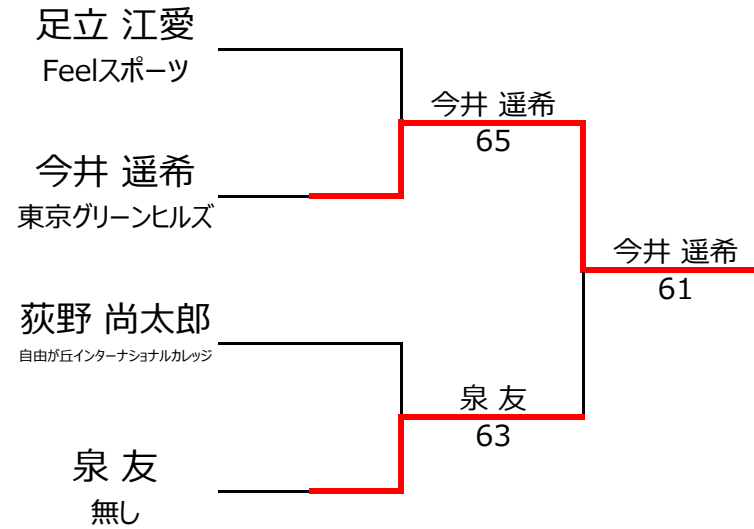 足立 江愛
Feelスポーツ
今井 遥希
65
今井 遥希
東京グリーンヒルズ
今井 遥希
61
荻野 尚太郎
自由が丘インターナショナルカレッジ
泉 友
63
泉 友
無し